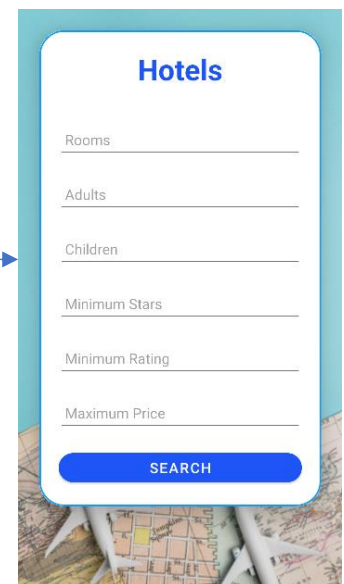 Hotels
Rooms
Adults
Children
Minimum Stars
Minimum Rating
Maximum Price
SEARCH